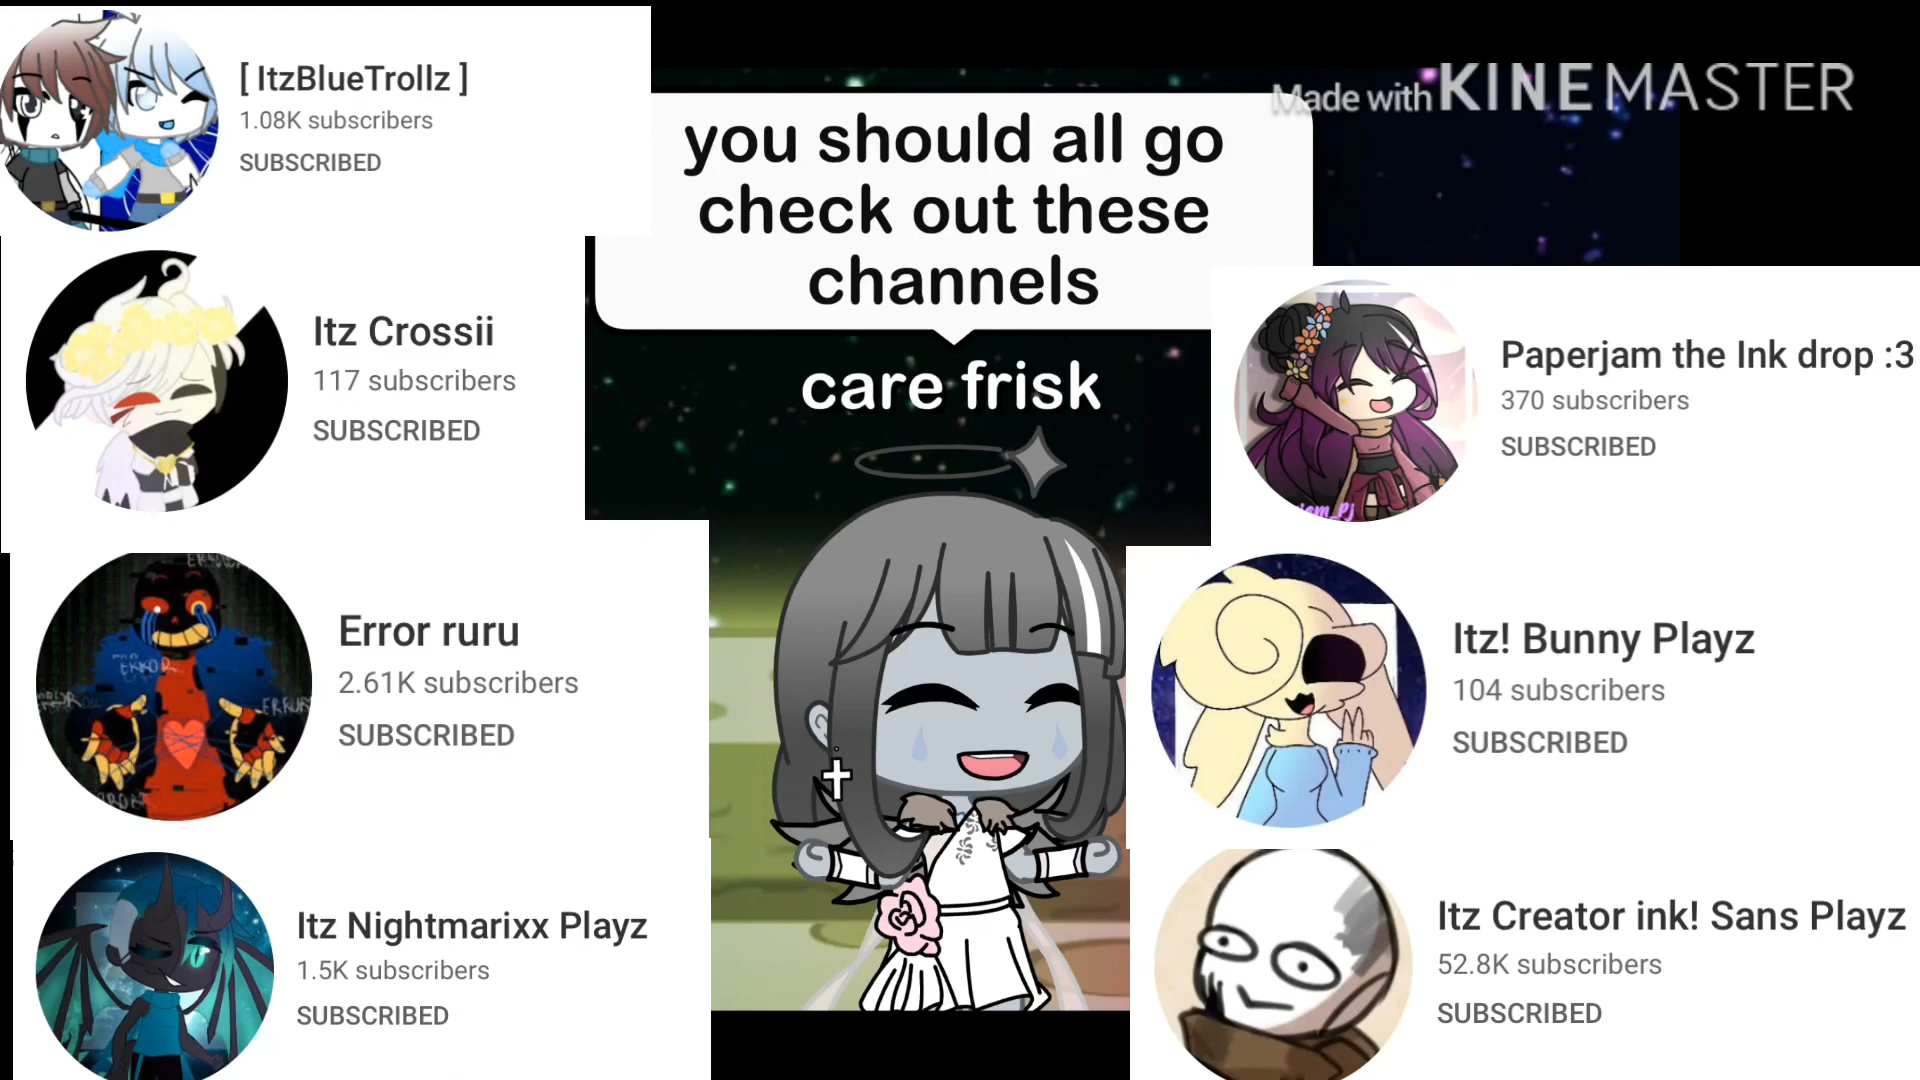 [ ItzBlueTrollz ]
1.08K subscribers
SUBSCRIBED
Made with KINEMASTER
you should all go
check out these
channels
care frisk
Itz Crossii
117 subscribers
SUBSCRIBED
Paperjam the Ink drop :3
370 subscribers
SUBSCRIBED
Error ruru
2.61K subscribers
SUBSCRIBED
ERROR
Itz! Bunny Playz
104 subscribers
SUBSCRIBED
Itz Nightmarixx Playz
1.5K subscribers
SUBSCRIBED
Itz Creator ink! Sans Playz
52.8K subscribers
SUBSCRIBED